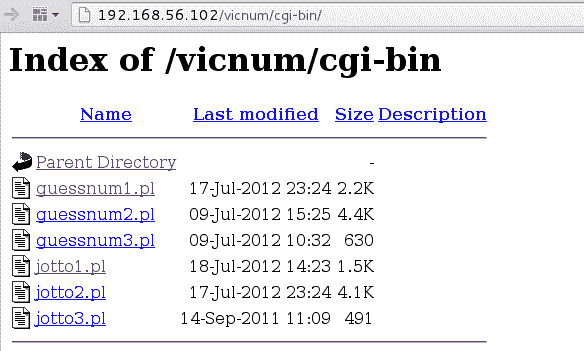 192.168.56.102/vicnum/cgi-bin/
Index of /vicnum/cgi-bin
Name Last modified Size Description
Parent Directory -
guessnum1.pl 17-Jul-2012 23:24 2.2K
guessnum2.pl 09-Jul-2012 15:25 4.4K
guessnum3.pl 09-Jul-2012 10:32 630
jotto1.pl 18-Jul-2012 14:23 1.5K
jotto2.pl 17-Jul-2012 23:24 4.1K
jotto3.pl 14-Sep-2011 11:09 491